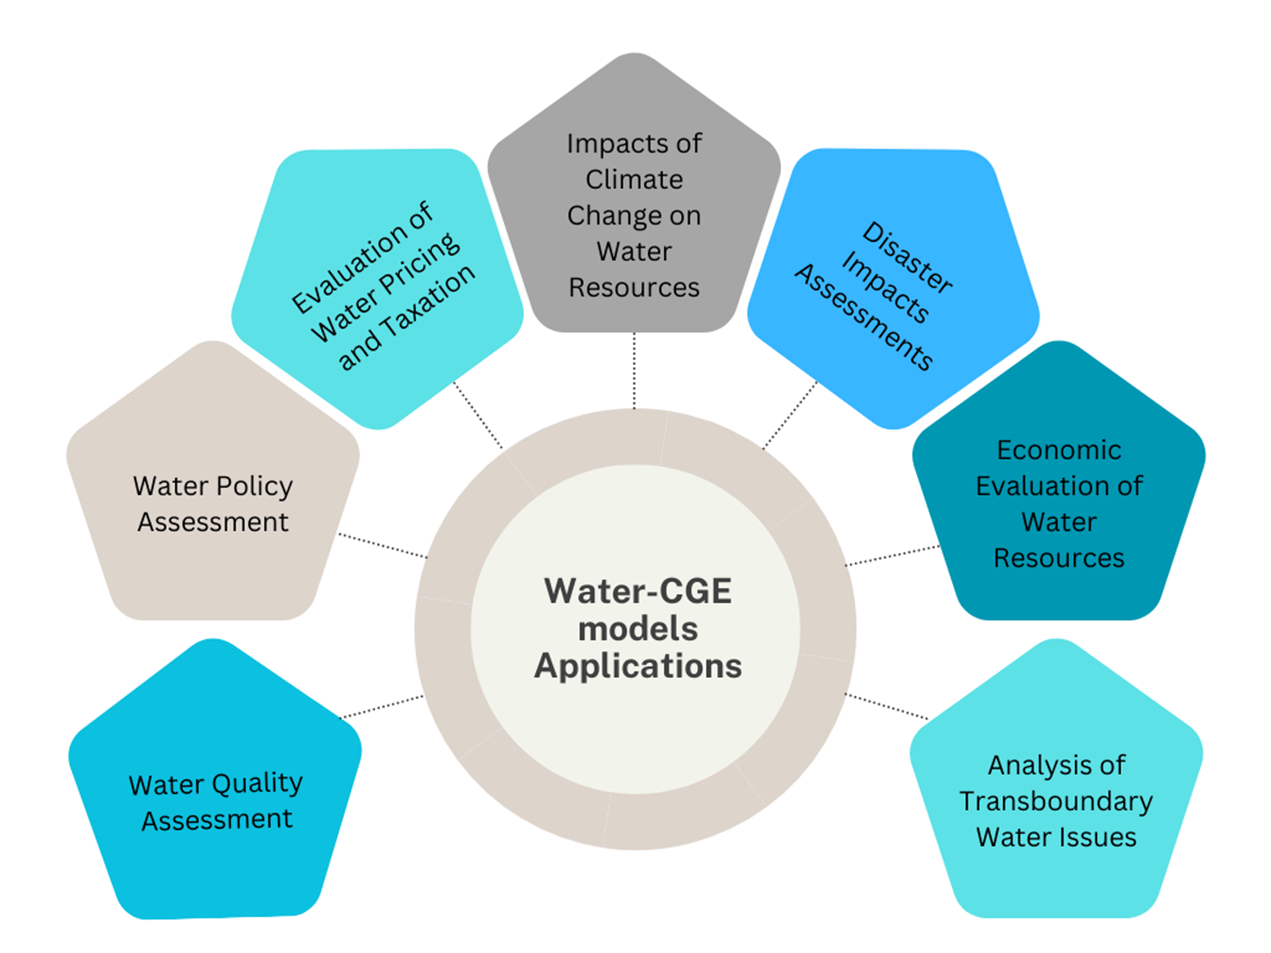 Impacts of
Climate
Change on
Water
Resources
Evaluation of
Water Pricing
and Taxation
Disaster
Impacts
Assessments
Water Policy
Assessment
Economic
Evaluation of
Water
Resources
Water-CGE
models
Applications
Water Quality
Assessment
Analysis of
Transboundary
Water Issues